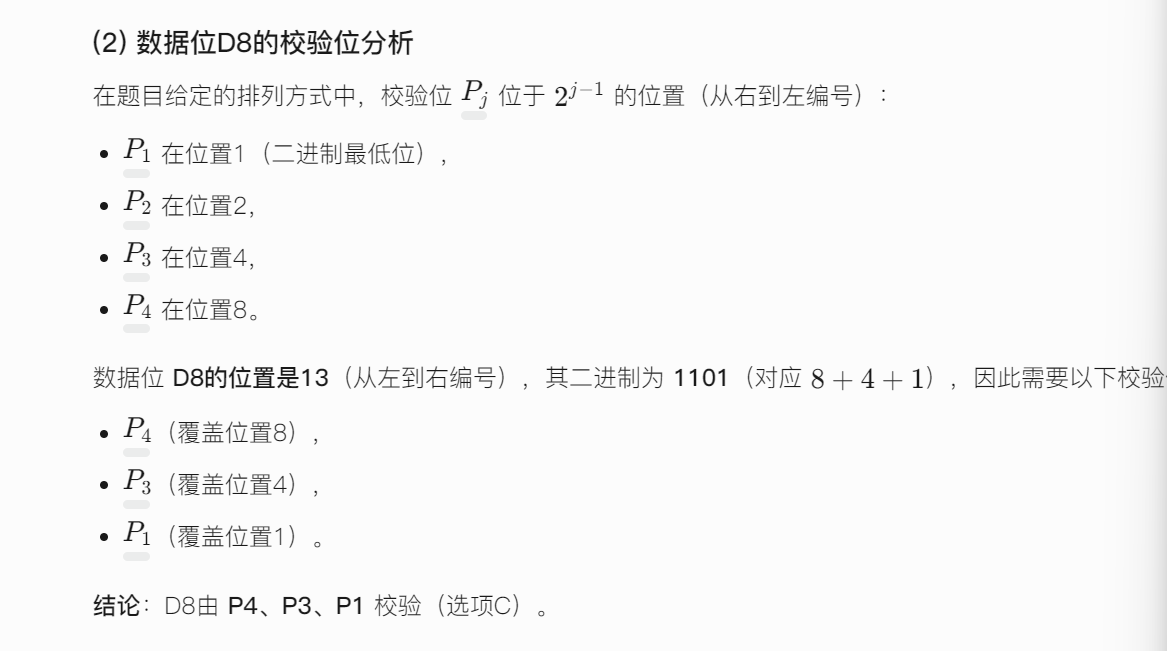 (2) 数据位D8的校验位分析
在题目给定的排列方式中，校验位 P_j 位于 2^{j−1} 的位置（从右到左编号）：
• P_1 在位置1（二进制最低位），
• P_2 在位置2，
• P_3 在位置4，
• P_4 在位置8。
数据位 D8的位置是13（从左到右编号），其二进制为 1101（对应 8 + 4 + 1），因此需要以下校验
• P_4（覆盖位置8），
• P_3（覆盖位置4），
• P_1（覆盖位置1）。
结论：D8由 P4、P3、P1 校验（选项C）。